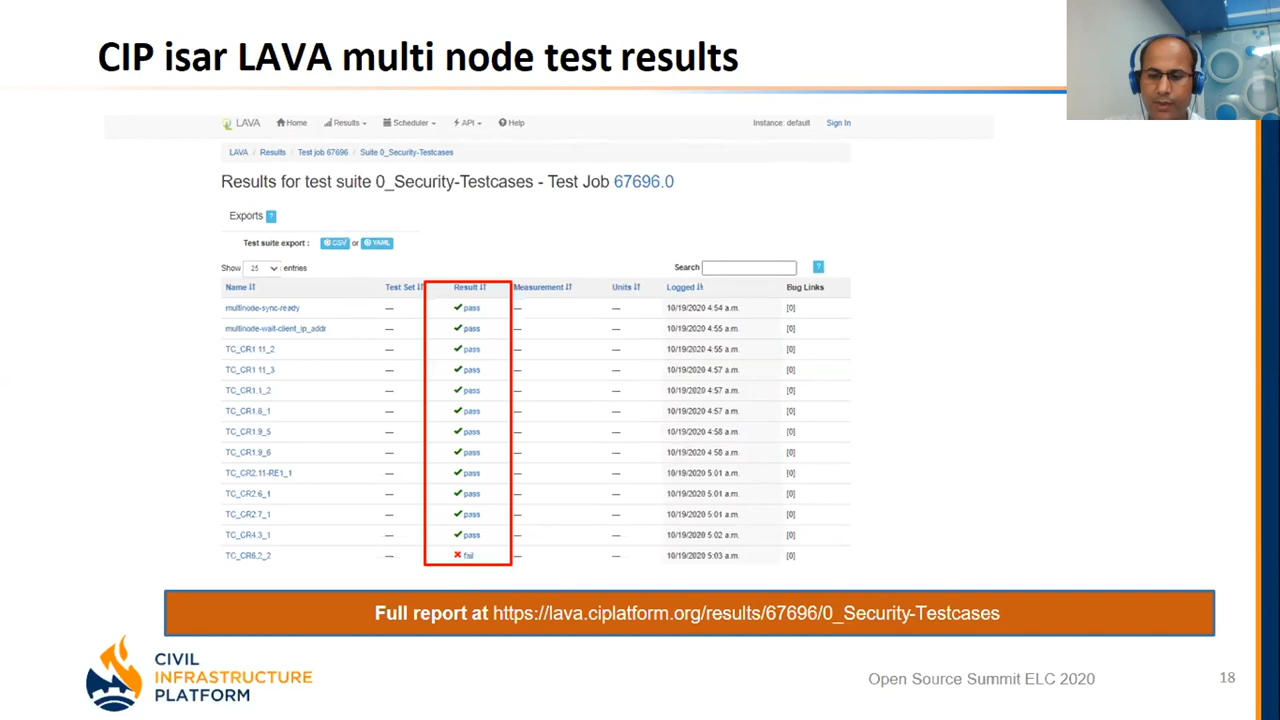 CIP isar LAVA multi node test results
LAVA Home Results Scheduler API Help Instance: default Sign In
LAVA / Results / Test job 67696 / Suite 0_Security-Testcases
Results for test suite 0_Security-Testcases - Test Job 67696.0
Exports ?
Test suite export : CSV or YAML
Show 25 entries Search ?
Name Test Set Result Measurement Units Logged Bug Links
multinode-sync-ready — pass — — 10/19/2020 4:54 a.m. [0]
multinode-wait-client_ip_addr — pass — — 10/19/2020 4:55 a.m. [0]
TC_CR1 11_2 — pass — — 10/19/2020 4:55 a.m. [0]
TC_CR1 11_3 — pass — — 10/19/2020 4:57 a.m. [0]
TC_CR1.1_2 — pass — — 10/19/2020 4:57 a.m. [0]
TC_CR1.8_1 — pass — — 10/19/2020 4:57 a.m. [0]
TC_CR1.9_5 — pass — — 10/19/2020 4:58 a.m. [0]
TC_CR1.9_6 — pass — — 10/19/2020 4:58 a.m. [0]
TC_CR2.11-RE1_1 — pass — — 10/19/2020 5:01 a.m. [0]
TC_CR2.6_1 — pass — — 10/19/2020 5:01 a.m. [0]
TC_CR2.7_1 — pass — — 10/19/2020 5:01 a.m. [0]
TC_CR4.3_1 — pass — — 10/19/2020 5:02 a.m. [0]
TC_CR6.2_2 — fail — — 10/19/2020 5:03 a.m. [0]
Full report at https://lava.ciplatform.org/results/67696/0_Security-Testcases
CIVIL
INFRASTRUCTURE
PLATFORM
Open Source Summit ELC 2020 18